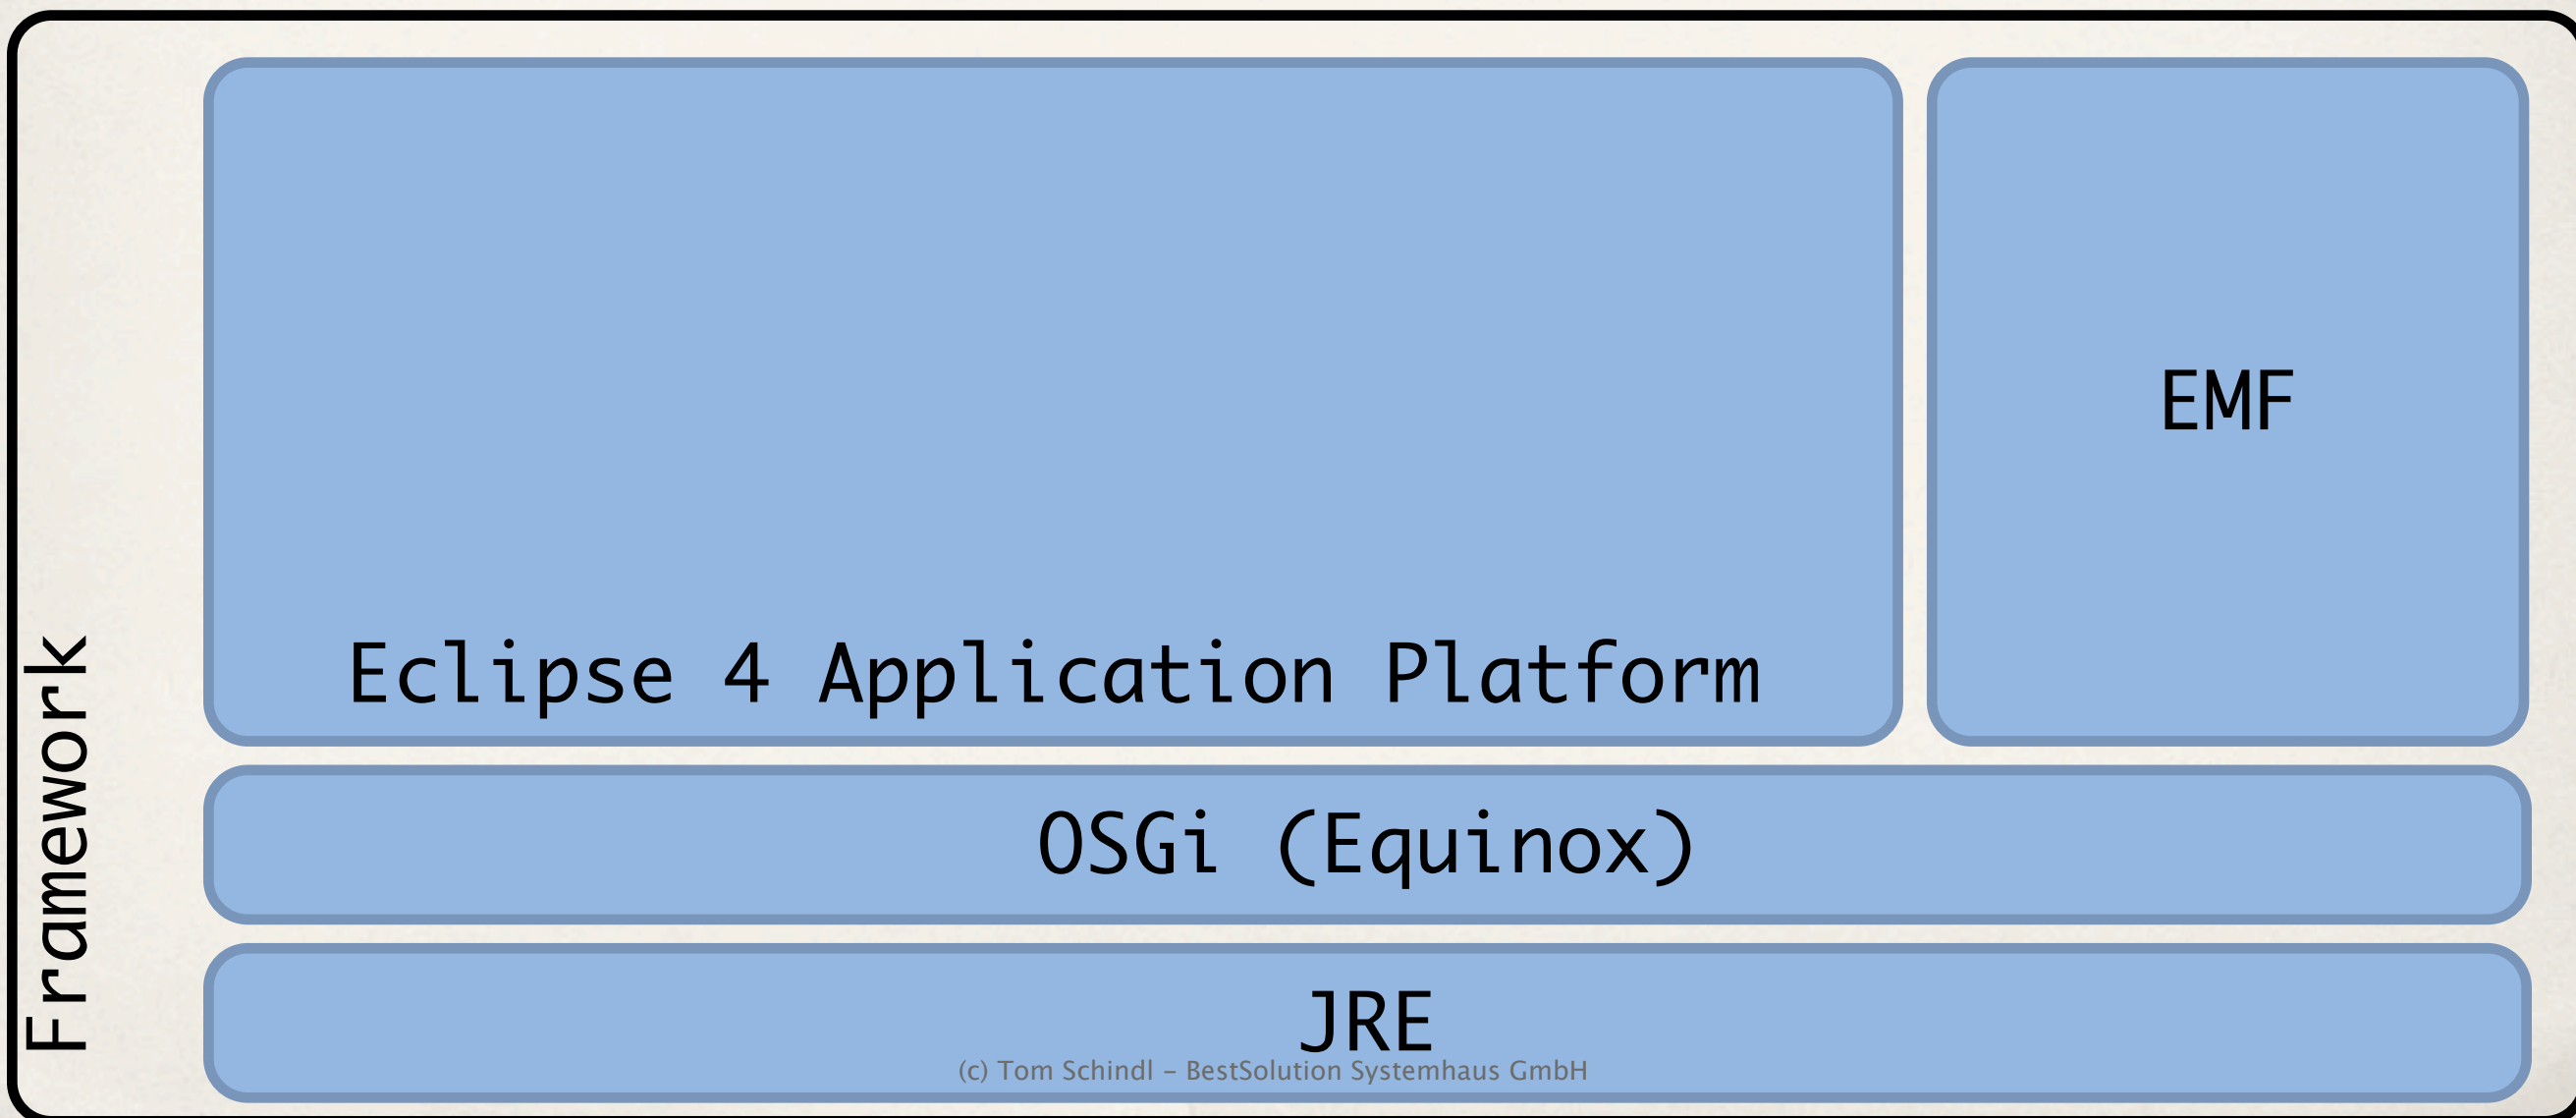 EMF
Eclipse 4 Application Platform
Framework
OSGi (Equinox)
JRE
(c) Tom Schindl - BestSolution Systemhaus GmbH